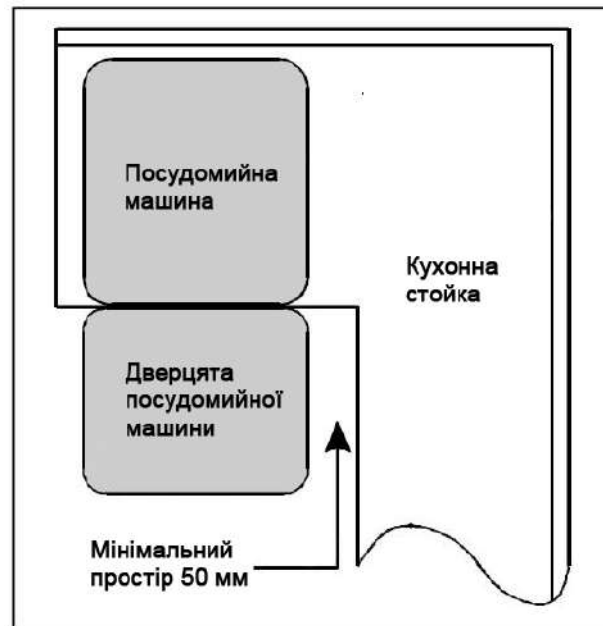 Посудомийна
машина
Кухонна
стойка
Дверцята
посудомийної
машини
Мінімальний
простір 50 мм